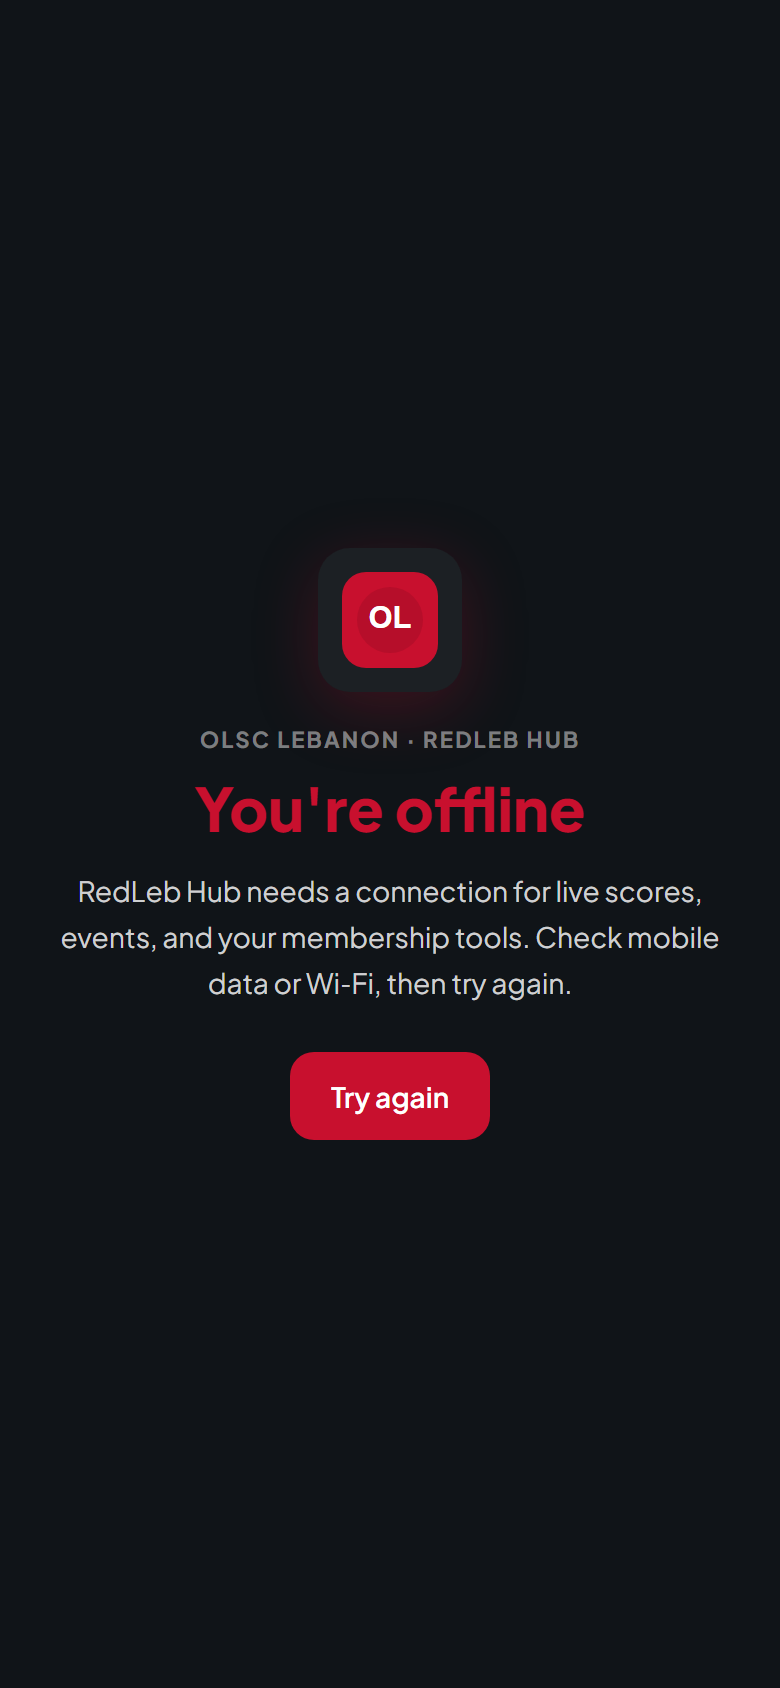 OL
OLSC LEBANON · REDLEB HUB
You're offline
RedLeb Hub needs a connection for live scores,
events, and your membership tools. Check mobile
data or Wi-Fi, then try again.
Try again